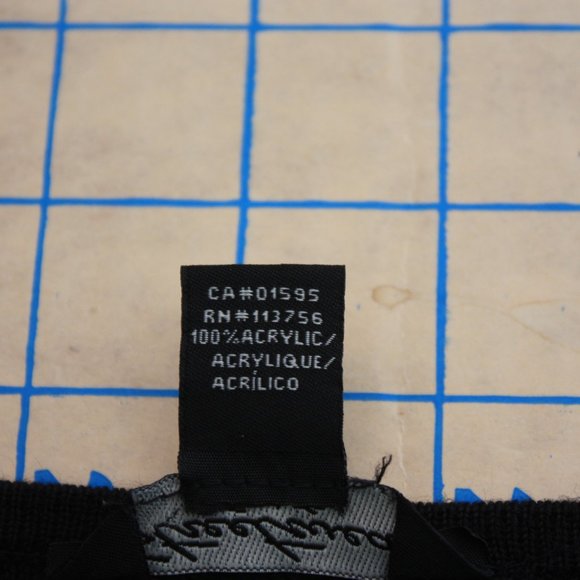 CA#01595
RN#113756
100%ACRYLIC/
ACRYLIQUE/
ACRÍLICO